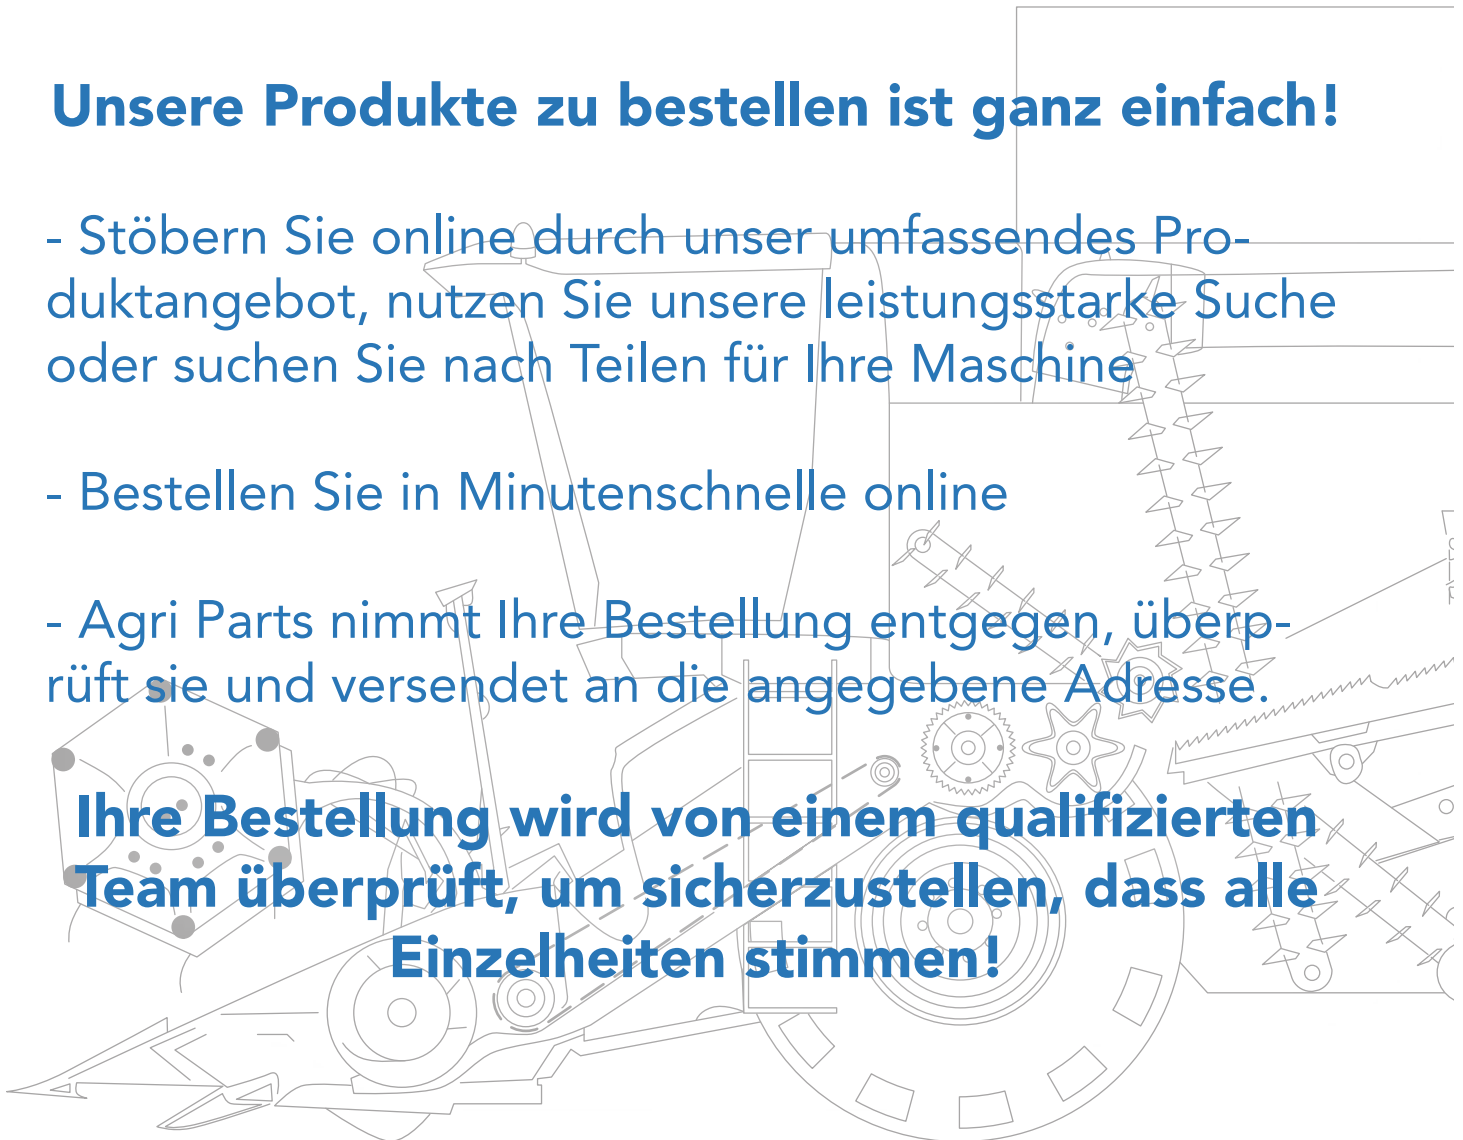 Unsere Produkte zu bestellen ist ganz einfach!
- Stöbern Sie online durch unser umfassendes Pro-
duktangebot, nutzen Sie unsere leistungsstarke Suche
oder suchen Sie nach Teilen für Ihre Maschine
- Bestellen Sie in Minutenschnelle online
- Agri Parts nimmt Ihre Bestellung entgegen, überp-
rüft sie und versendet an die angegebene Adresse.
Ihre Bestellung wird von einem qualifizierten
Team überprüft, um sicherzustellen, dass alle
Einzelheiten stimmen!